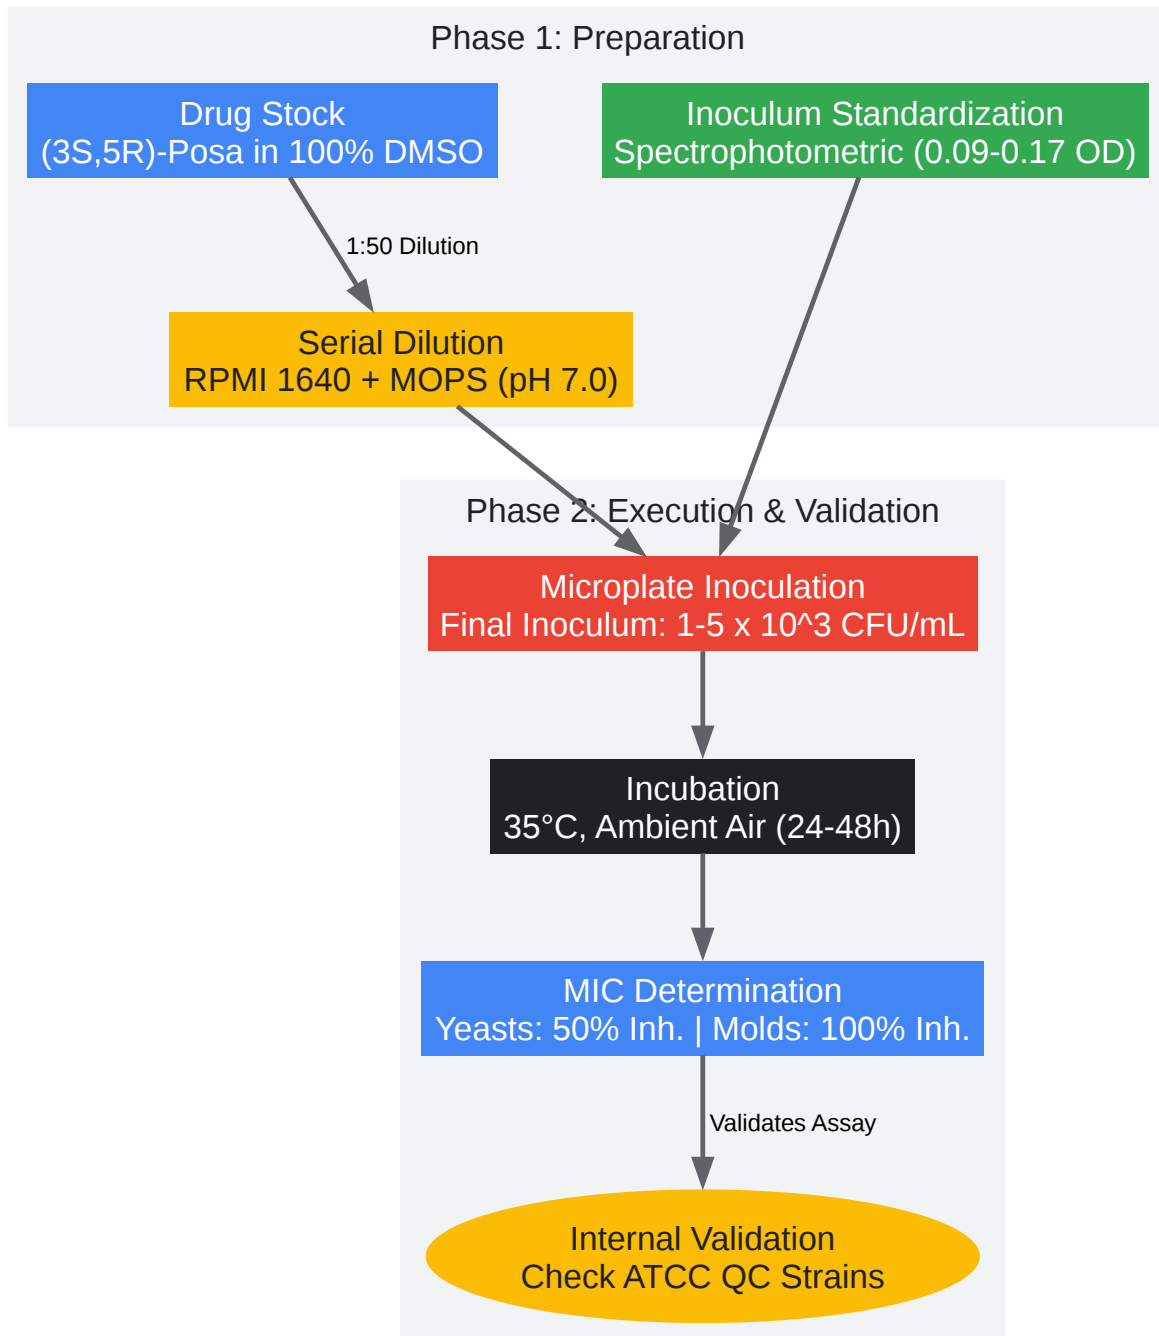 Phase 1: Preparation
Drug Stock
(3S,5R)-Posa in 100% DMSO
Inoculum Standardization
Spectrophotometric (0.09-0.17 OD)
1:50 Dilution
Serial Dilution
RPMI 1640 + MOPS (pH 7.0)
Phase 2: Execution & Validation
Microplate Inoculation
Final Inoculum: 1-5 x 10^3 CFU/mL
Incubation
35°C, Ambient Air (24-48h)
MIC Determination
Yeasts: 50% Inh. | Molds: 100% Inh.
Validates Assay
Internal Validation
Check ATCC QC Strains